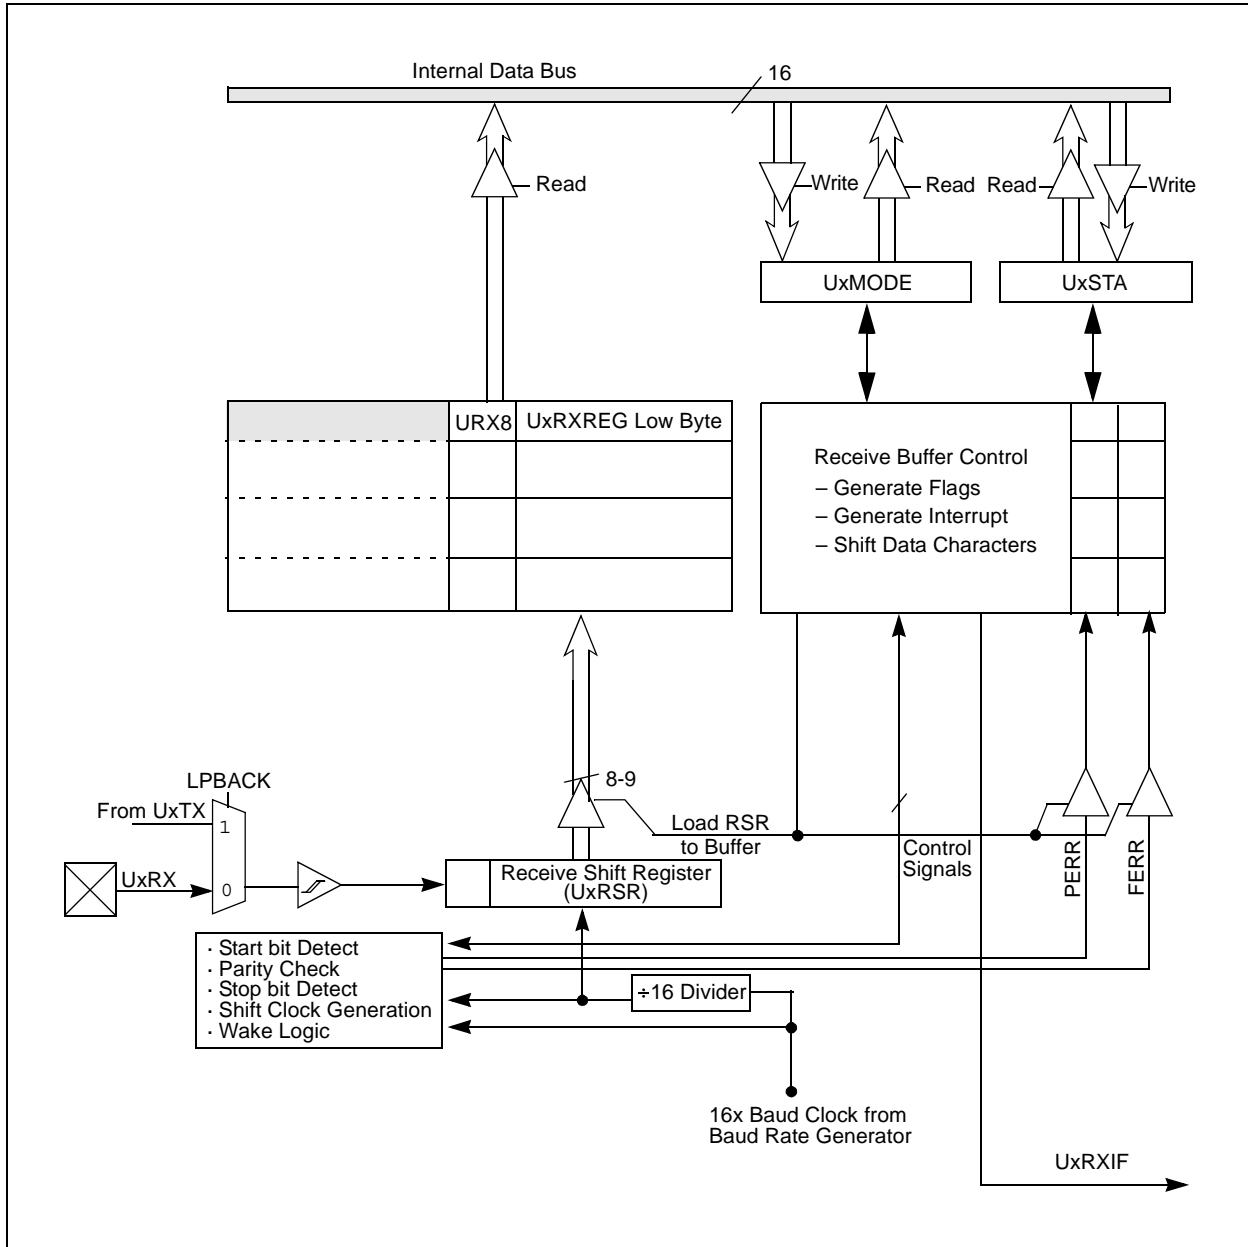 Internal Data Bus
16
Read
Write
Read
Read
Write
UxMODE
UxSTA
URX8
UxRXREG Low Byte
Receive Buffer Control
– Generate Flags
– Generate Interrupt
– Shift Data Characters
LPBACK
From UxTX
1
UxRX
0
8-9
Load RSR
to Buffer
Control
Signals
PERR
FERR
Receive Shift Register
(UxRSR)
· Start bit Detect
· Parity Check
· Stop bit Detect
· Shift Clock Generation
· Wake Logic
÷16 Divider
16x Baud Clock from
Baud Rate Generator
UxRXIF